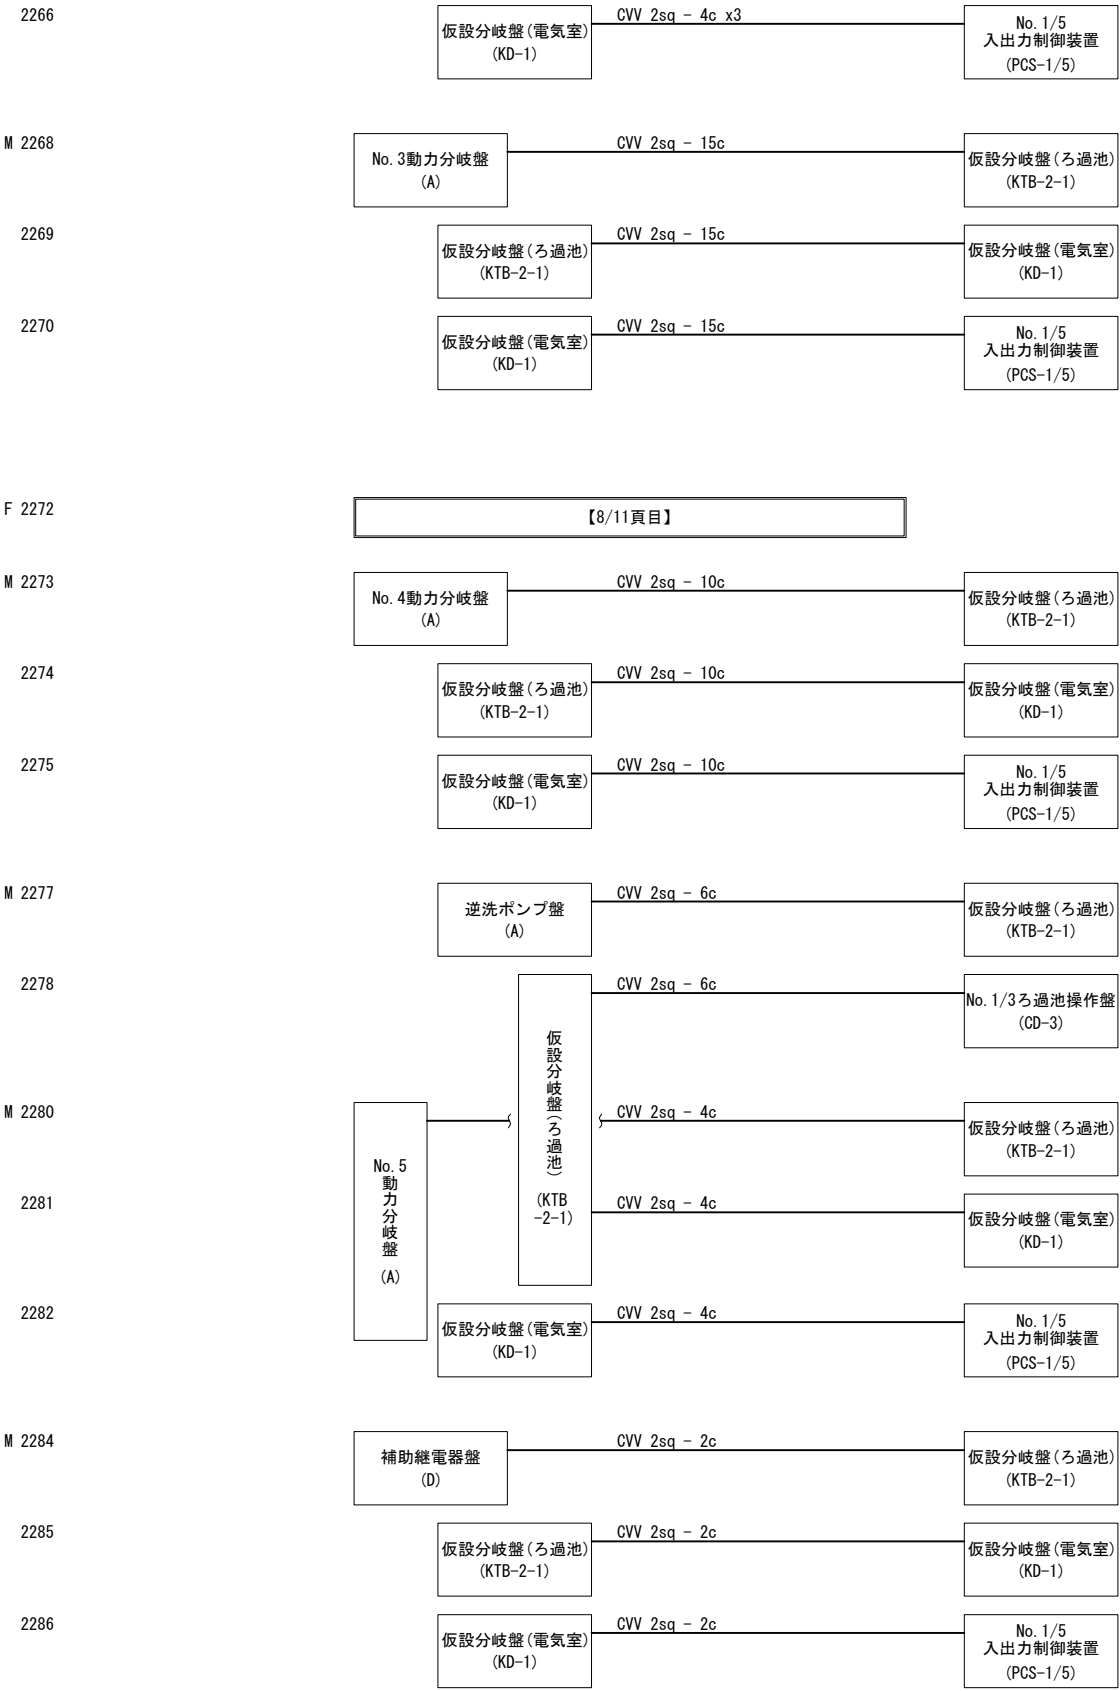 2266
仮設分岐盤(電気室)
(KD-1)
CVV 2sq - 4c x3
No.1/5
入出力制御装置
(PCS-1/5)
M 2268
No.3動力分岐盤
(A)
CVV 2sq - 15c
仮設分岐盤(ろ過池)
(KTB-2-1)
2269
仮設分岐盤(ろ過池)
(KTB-2-1)
CVV 2sq - 15c
仮設分岐盤(電気室)
(KD-1)
2270
仮設分岐盤(電気室)
(KD-1)
CVV 2sq - 15c
No.1/5
入出力制御装置
(PCS-1/5)
F 2272
【8/11頁目】
M 2273
No.4動力分岐盤
(A)
CVV 2sq - 10c
仮設分岐盤(ろ過池)
(KTB-2-1)
2274
仮設分岐盤(ろ過池)
(KTB-2-1)
CVV 2sq - 10c
仮設分岐盤(電気室)
(KD-1)
2275
仮設分岐盤(電気室)
(KD-1)
CVV 2sq - 10c
No.1/5
入出力制御装置
(PCS-1/5)
M 2277
逆洗ポンプ盤
(A)
CVV 2sq - 6c
仮設分岐盤(ろ過池)
(KTB-2-1)
2278
仮設分岐盤(ろ過池)
(KTB
-2-1)
CVV 2sq - 6c
No.1/3ろ過池操作盤
(CD-3)
M 2280
No.5
動力分岐盤
(A)
CVV 2sq - 4c
仮設分岐盤(ろ過池)
(KTB-2-1)
2281
CVV 2sq - 4c
仮設分岐盤(電気室)
(KD-1)
2282
仮設分岐盤(電気室)
(KD-1)
CVV 2sq - 4c
No.1/5
入出力制御装置
(PCS-1/5)
M 2284
補助継電器盤
(D)
CVV 2sq - 2c
仮設分岐盤(ろ過池)
(KTB-2-1)
2285
仮設分岐盤(ろ過池)
(KTB-2-1)
CVV 2sq - 2c
仮設分岐盤(電気室)
(KD-1)
2286
仮設分岐盤(電気室)
(KD-1)
CVV 2sq - 2c
No.1/5
入出力制御装置
(PCS-1/5)